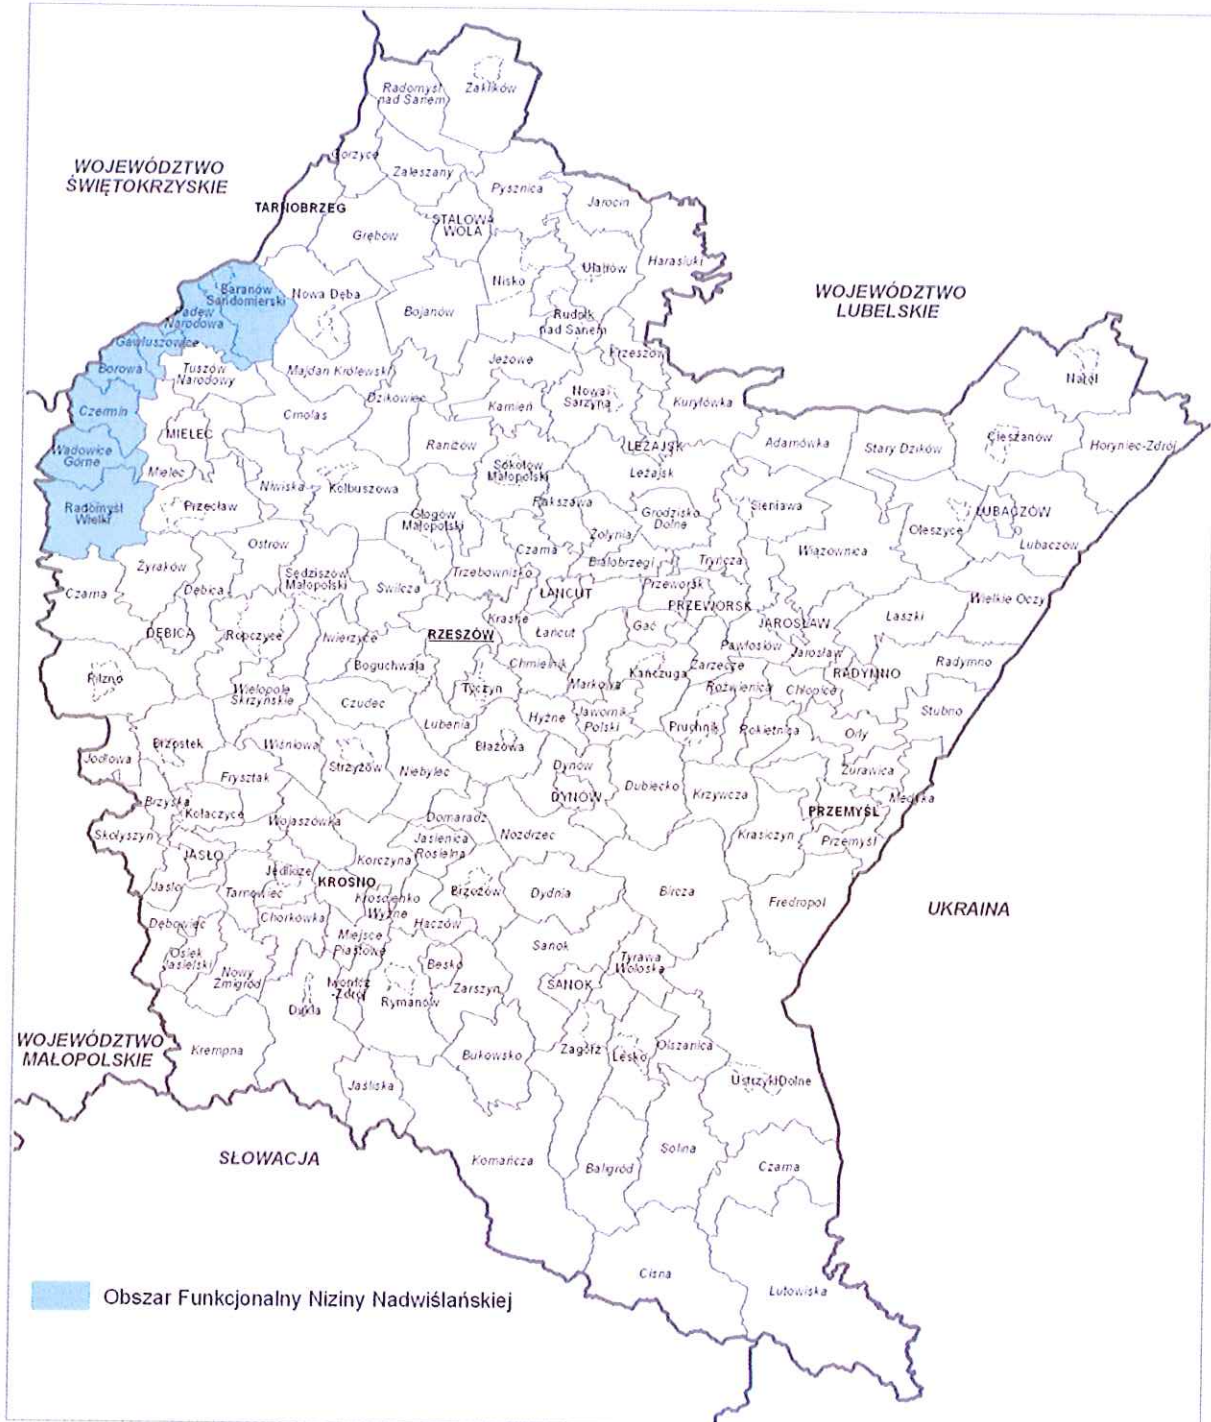 Radomyśl
nad Sanem
Zaklików
WOJEWÓDZTWO
ŚWIĘTOKRZYSKIE
Gorzyce
Zaleszany
Pysznica
Jarocin
TARNOBRZEG
STALOWA
WOLA
Grębów
Harasiuki
Ulanów
Nisko
Baranów
Sandomierski
Nowa Dęba
Bojanów
Rudnik
nad Sanem
WOJEWÓDZTWO
LUBELSKIE
Padew
Narodowa
Gawłuszowice
Borowa
Tuszów
Narodowy
Majdan Królewski
Jeżowe
Krzeszów
Narol
Dzikowiec
Nowa
Sarzyna
Czermin
Cmolas
Kamień
Kuryłówka
MIELEC
Raniżów
LEŻAJSK
Adamówka
Stary Dzików
Cieszanów
Horyniec-Zdrój
Wadowice
Górne
Mielec
Niwiska
Kolbuszowa
Sokołów
Małopolski
Leżajsk
Radomyśl
Wielki
Przecław
Głogów
Małopolski
Rakszawa
Grodzisko
Dolne
Sieniawa
Oleszyce
LUBACZÓW
Lubaczów
Ostrów
Czarna
Żołynia
Białobrzegi
Tryńcza
Wiązownica
Żyraków
Czarna
Dębica
Sędziszów
Małopolski
Świlcza
Trzebownisko
ŁAŃCUT
Przeworsk
PRZEWORSK
Wielkie Oczy
Laszki
DĘBICA
Ropczyce
Iwierzyce
RZESZÓW
Krasne
Łańcut
Gać
JAROSŁAW
Pawłosiów
Jarosław
Boguchwała
Chmielnik
Kańczuga
Zarzecze
RADYMNO
Radymno
Pilzno
Wielopole
Skrzyńskie
Czudec
Tyczyn
Markowa
Roźwienica
Chłopice
Lubenia
Hyżne
Jawornik
Polski
Pruchnik
Rokietnica
Stubno
Orły
Jodłowa
Brzostek
Wiśniowa
Strzyżów
Niebylec
Błażowa
Dynów
DYNÓW
Dubiecko
Krzywcza
Żurawica
Medyka
Frysztak
Brzyska
Kołaczyce
Wojaszówka
Domaradz
Nozdrzec
PRZEMYŚL
Krasiczyn
Przemyśl
Skołyszyn
JASŁO
Jedlicze
Korczyna
Jasienica
Rosielna
Jasło
Tarnowiec
KROSNO
Krościenko
Wyżne
Brzozów
Dydnia
Bircza
Fredropol
UKRAINA
Dębowiec
Chorkówka
Miejsce
Piastowe
Haczów
Sanok
Osiek
Jasielski
Nowy
Żmigród
Besko
Tyrawa
Wołoska
Dukla
Iwonicz
-Zdrój
Rymanów
Zarszyn
SANOK
WOJEWÓDZTWO
MAŁOPOLSKIE
Krempna
Bukowsko
Zagórz
Lesko
Olszanica
Jaśliska
Ustrzyki Dolne
SŁOWACJA
Komańcza
Baligród
Solina
Czarna
Cisna
Lutowiska
Obszar Funkcjonalny Niziny Nadwiślańskiej